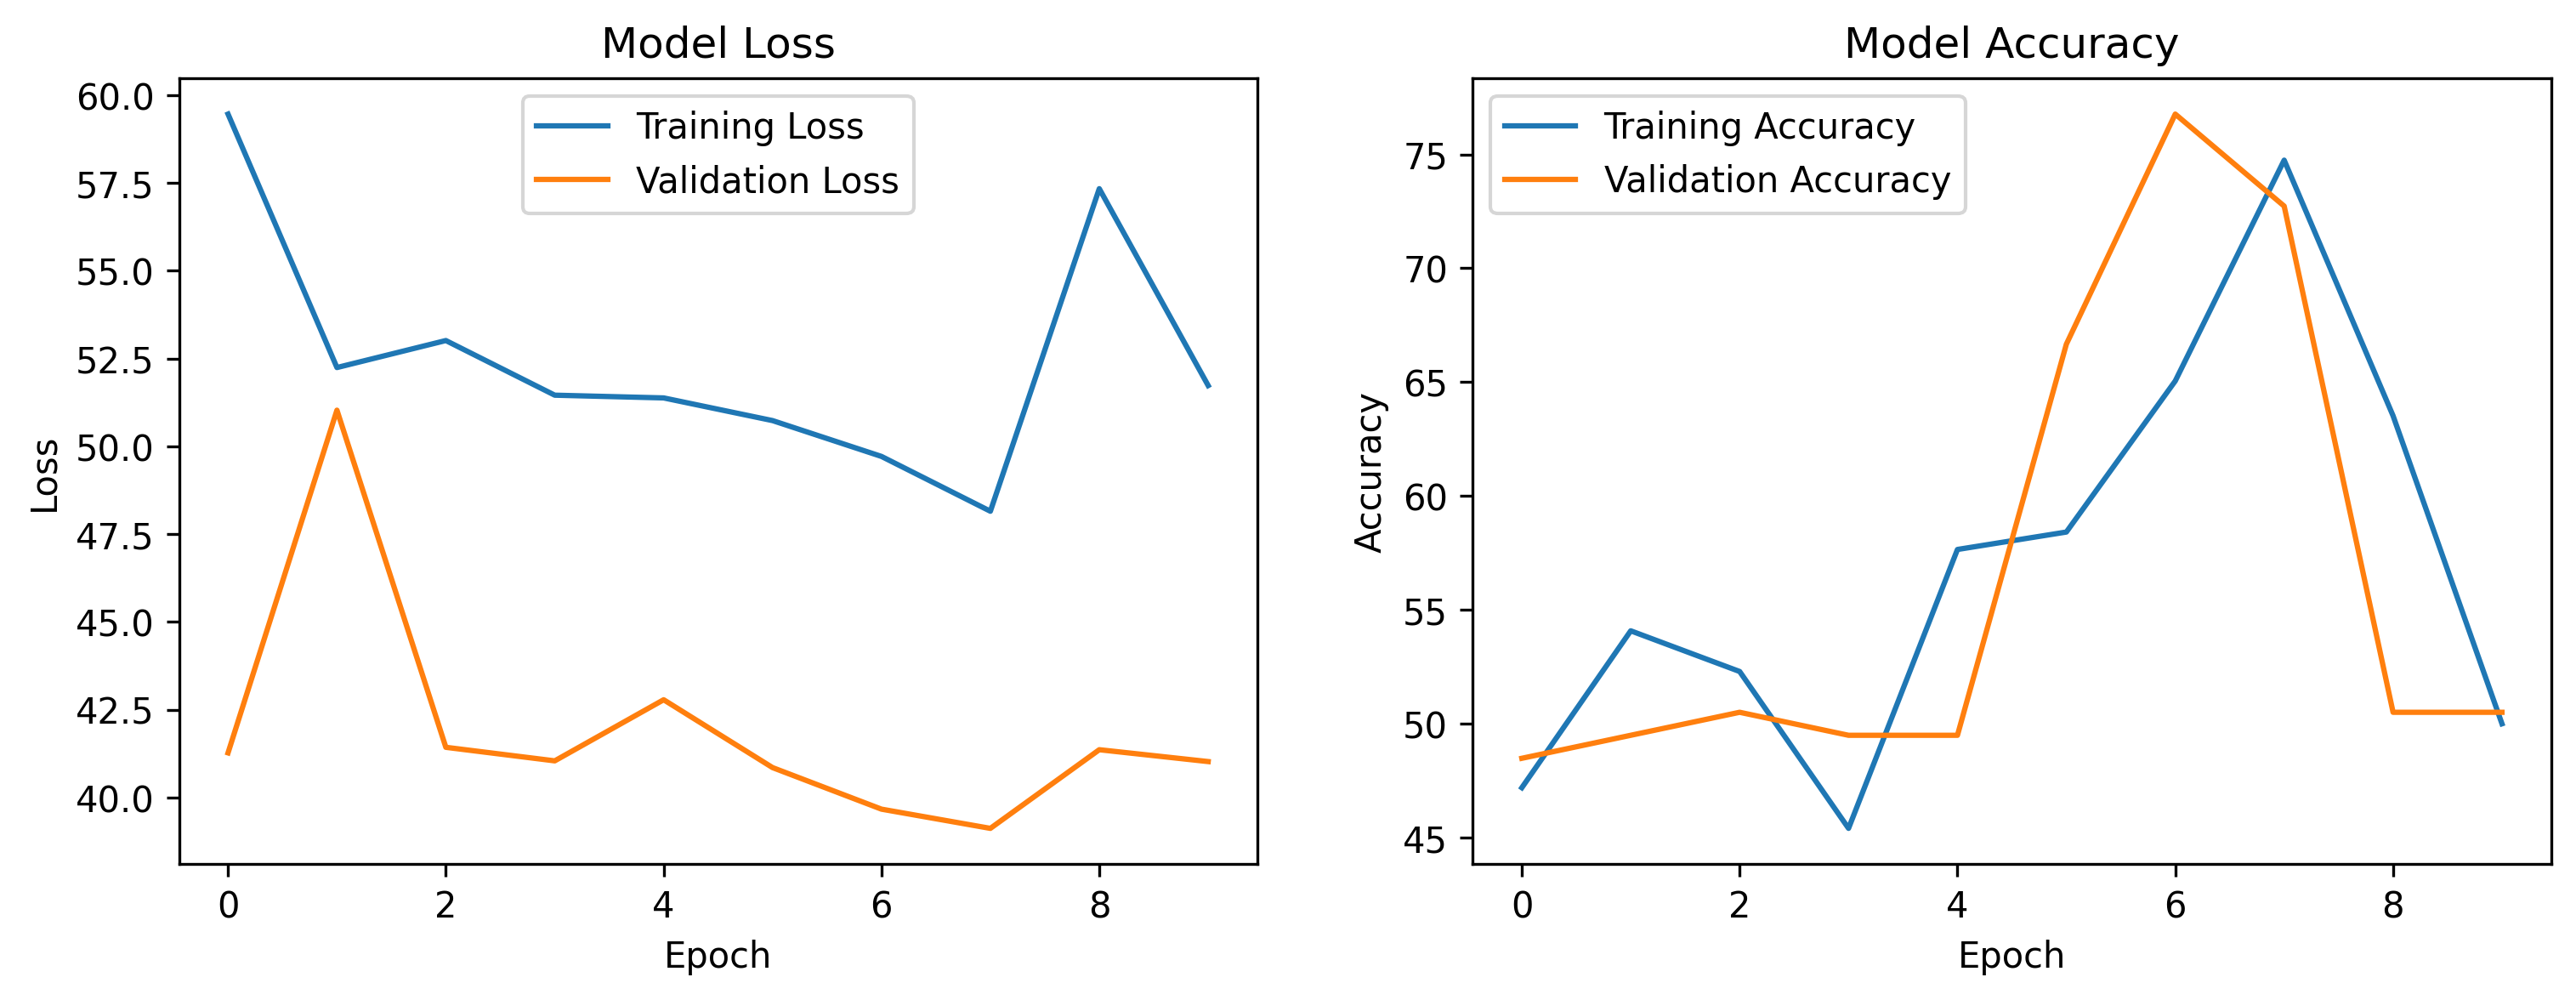 Model Loss
60.0
57.5
55.0
52.5
50.0
47.5
45.0
42.5
40.0
Loss
Training Loss
Validation Loss
0 2 4 6 8
Epoch
Model Accuracy
75
70
65
60
55
50
45
Accuracy
Training Accuracy
Validation Accuracy
0 2 4 6 8
Epoch